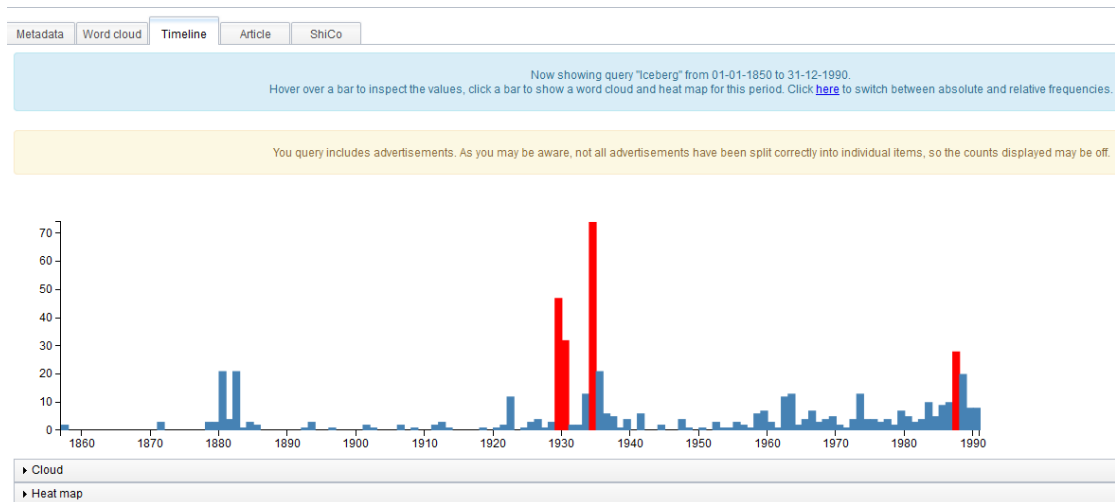 Metadata Word cloud Timeline Article ShiCo
Now showing query "Iceberg" from 01-01-1850 to 31-12-1990.
Hover over a bar to inspect the values, click a bar to show a word cloud and heat map for this period. Click here to switch between absolute and relative frequencies.
You query includes advertisements. As you may be aware, not all advertisements have been split correctly into individual items, so the counts displayed may be off.
70
60
50
40
30
20
10
0
1860 1870 1880 1890 1900 1910 1920 1930 1940 1950 1960 1970 1980 1990
Cloud
Heat map